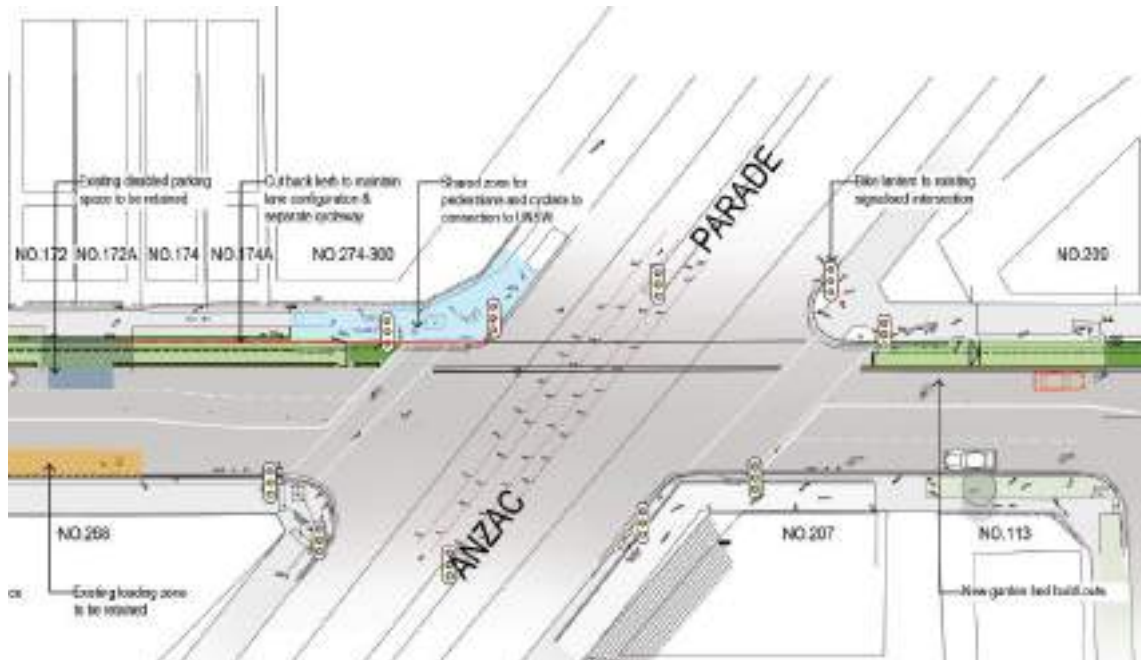 Existing disabled parking
space to be retained
Cut back kerb to maintain
lane configuration &
separate cycleway
Shared zone for
pedestrians and cyclists to
connection to UNSW
Bike lantern to existing
signalised intersection
PARADE
NO.172
NO.172A
NO.174
NO.174A
NO.274-300
NO.209
ANZAC
NO.268
NO.207
NO.113
Existing loading zone
to be retained
New garden bed build outs